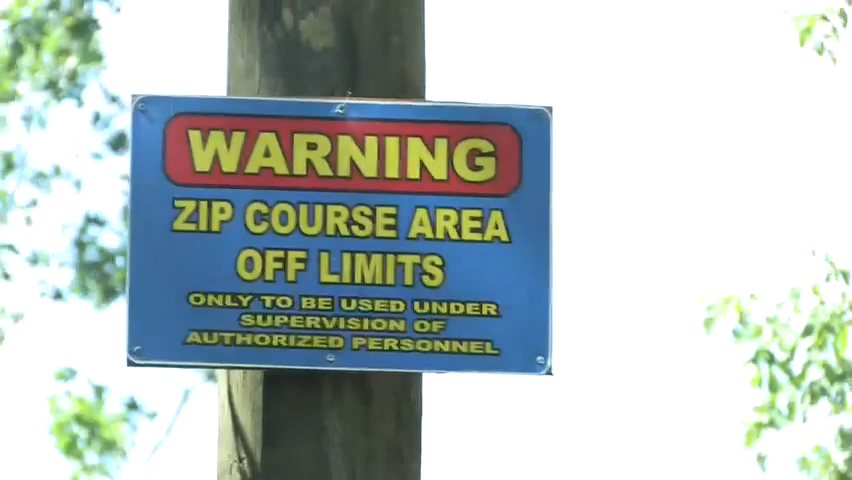 WARNING
ZIP COURSE AREA
OFF LIMITS
ONLY TO BE USED UNDER
SUPERVISION OF
AUTHORIZED PERSONNEL